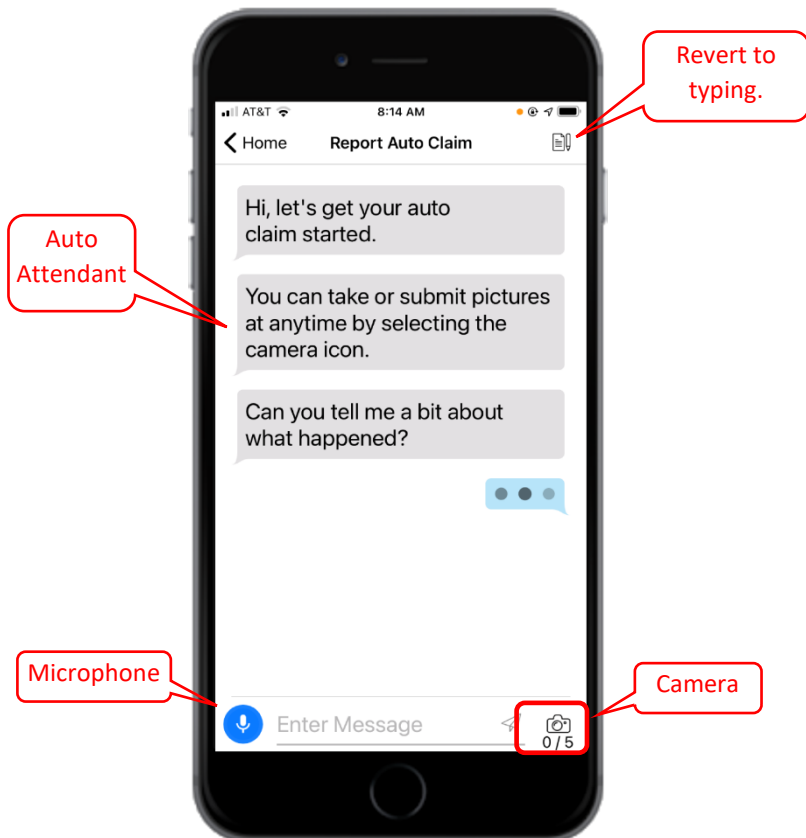 Revert to
typing.
AT&T 8:14 AM
Home Report Auto Claim
Hi, let's get your auto
claim started.
Auto
Attendant
You can take or submit pictures
at anytime by selecting the
camera icon.
Can you tell me a bit about
what happened?
Microphone
Camera
Enter Message
0 / 5